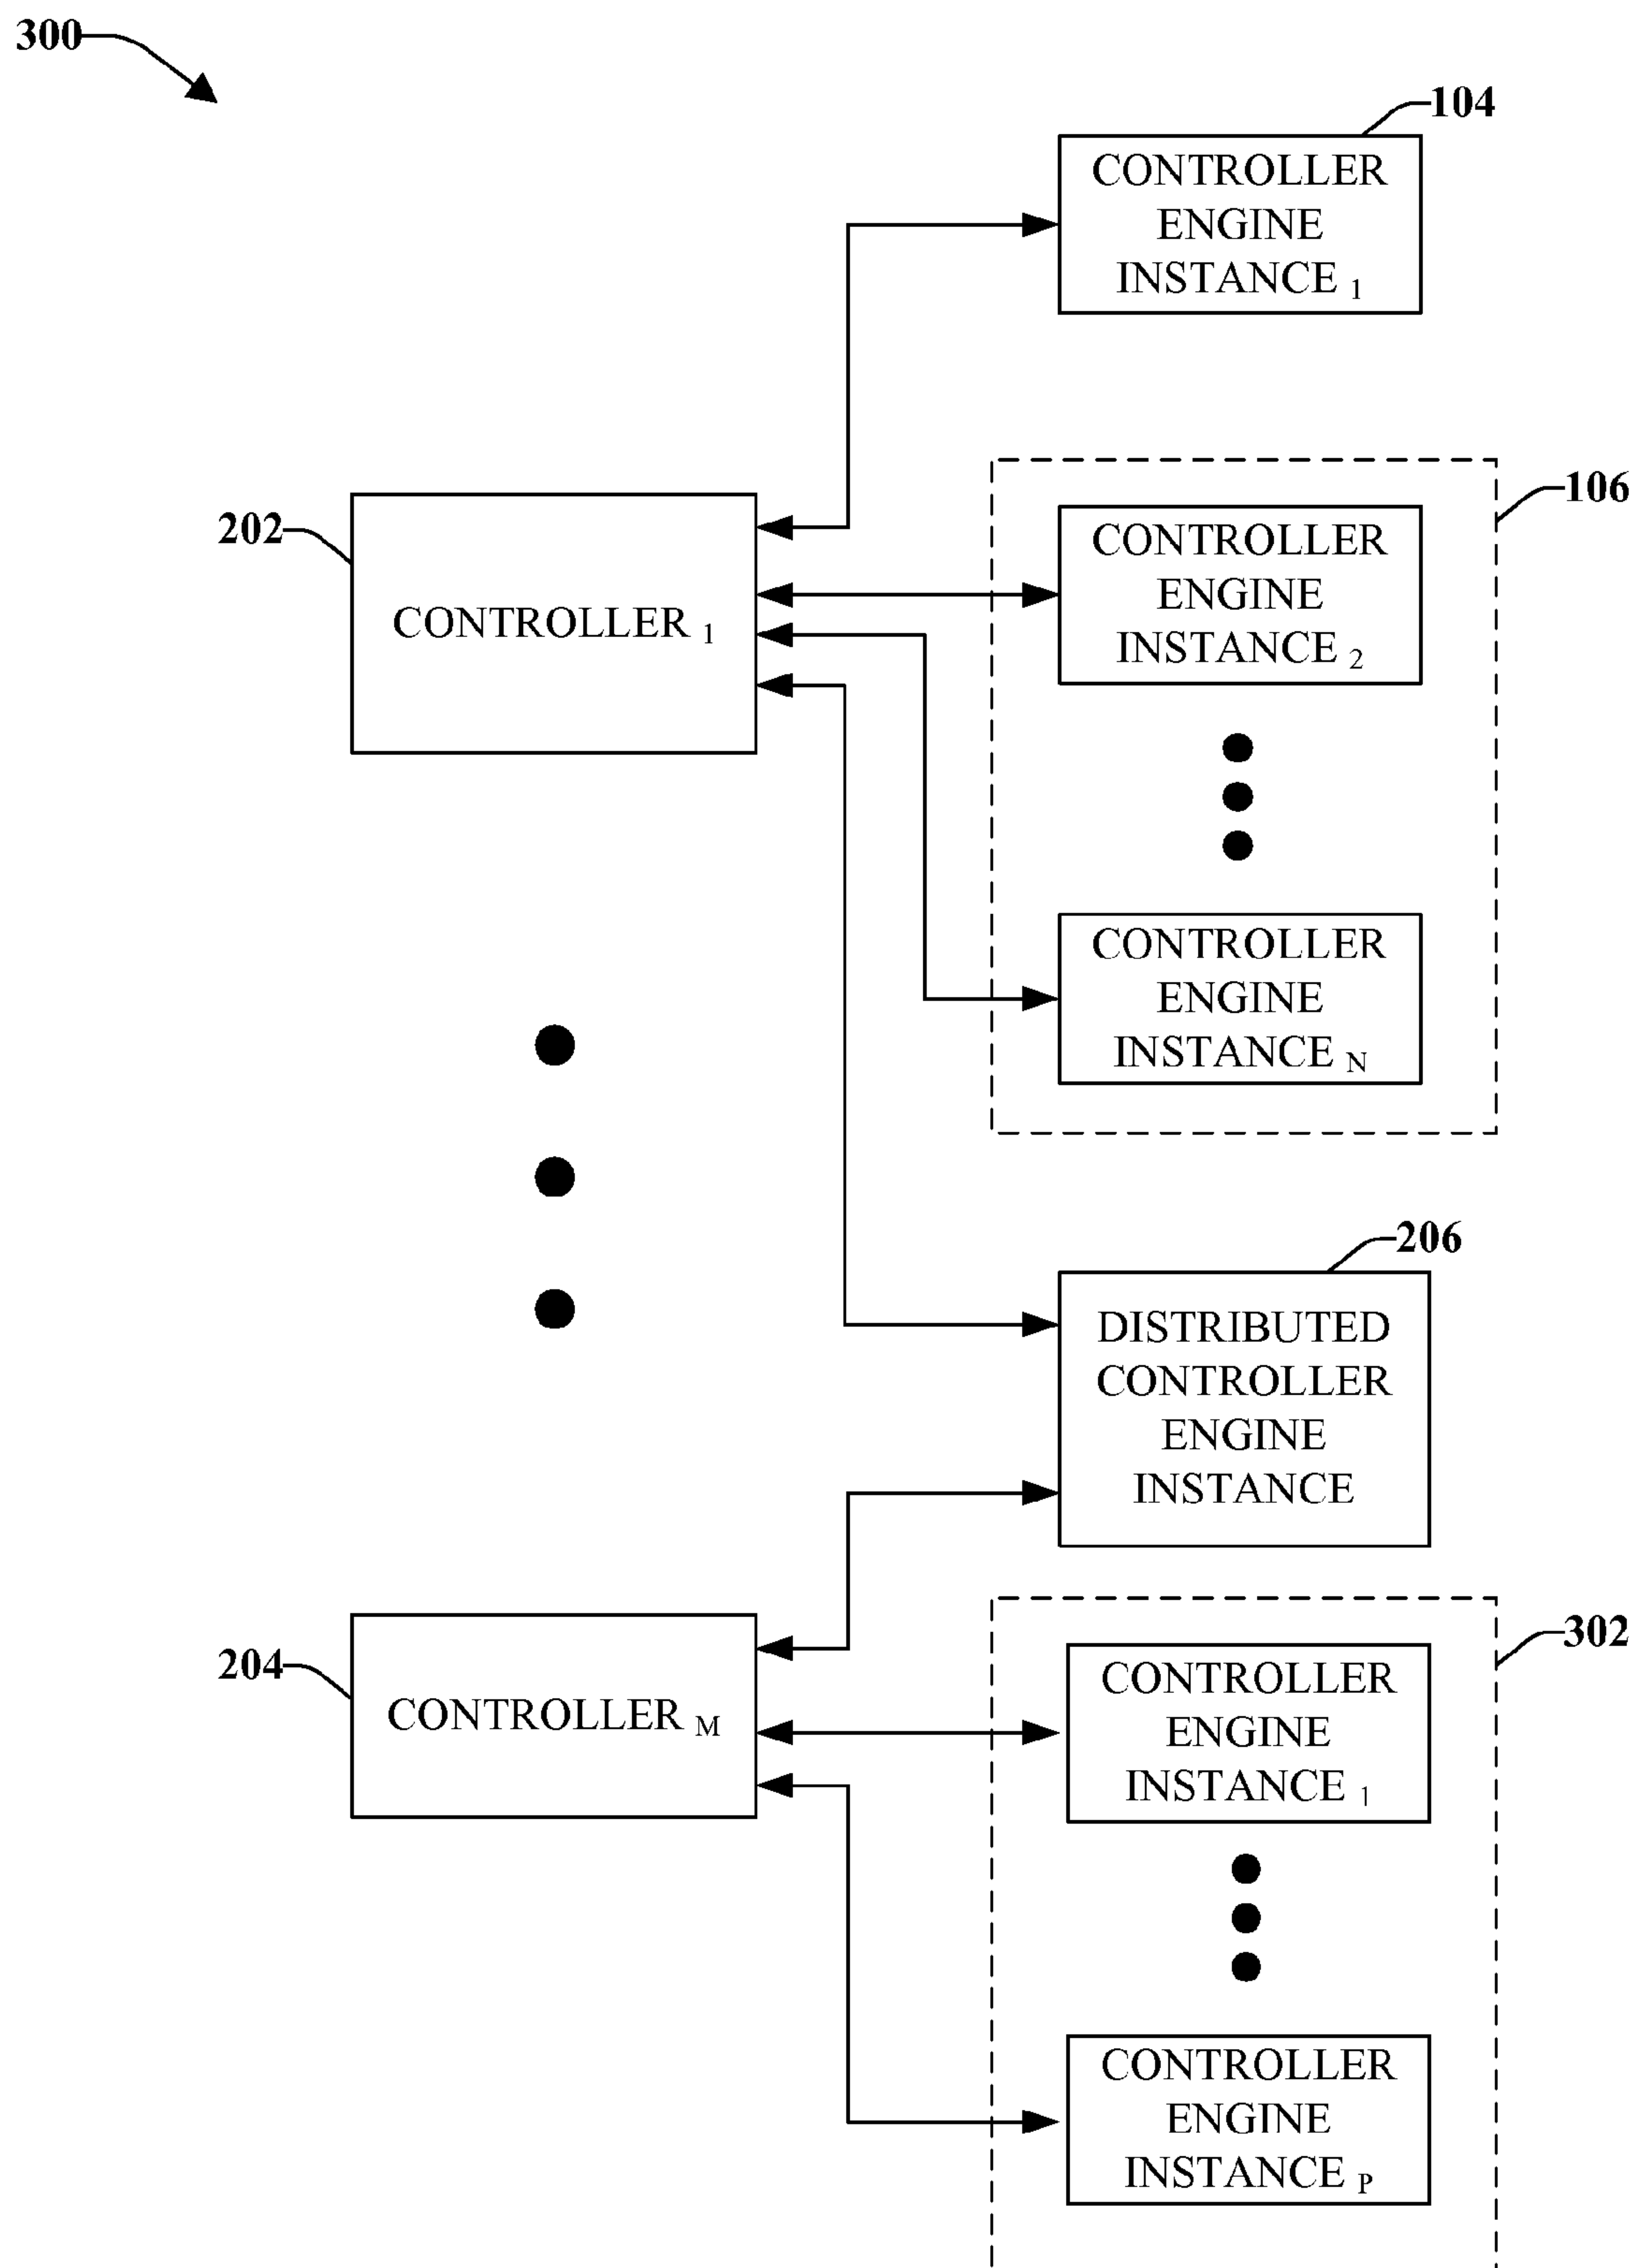 300
104
CONTROLLER
ENGINE
INSTANCE 1
106
202
CONTROLLER 1
CONTROLLER
ENGINE
INSTANCE 2
CONTROLLER
ENGINE
INSTANCE N
206
DISTRIBUTED
CONTROLLER
ENGINE
INSTANCE
204
CONTROLLER M
302
CONTROLLER
ENGINE
INSTANCE 1
CONTROLLER
ENGINE
INSTANCE P